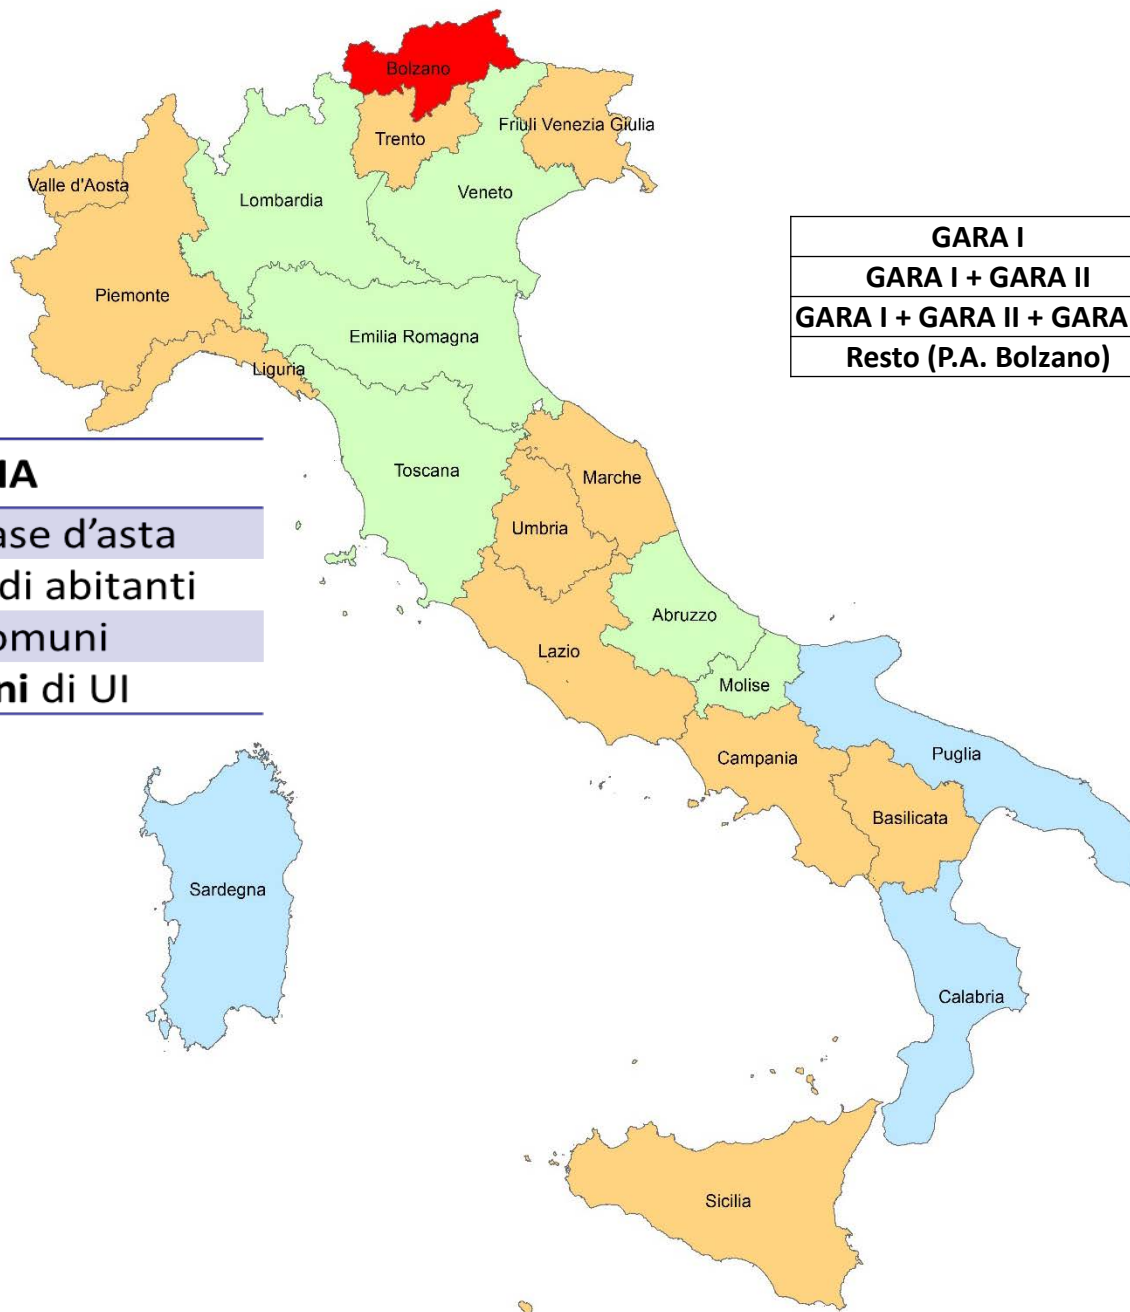 Bolzano
Trento
Friuli Venezia Giulia
Valle d'Aosta
Lombardia
Veneto
Piemonte
Emilia Romagna
Liguria
Toscana
Marche
Umbria
Abruzzo
Lazio
Molise
Campania
Puglia
Basilicata
Sardegna
Calabria
Sicilia
GARA I
GARA I + GARA II
GARA I + GARA II + GARA
Resto (P.A. Bolzano)
IA
ase d'asta
di abitanti
omuni
ni di UI